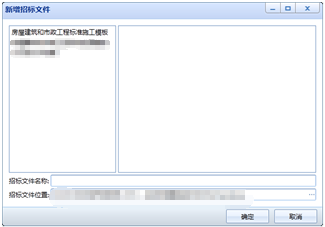 新增招标文件
房屋建筑和市政工程标准施工模板
招标文件名称:
招标文件位置:
确定
取消